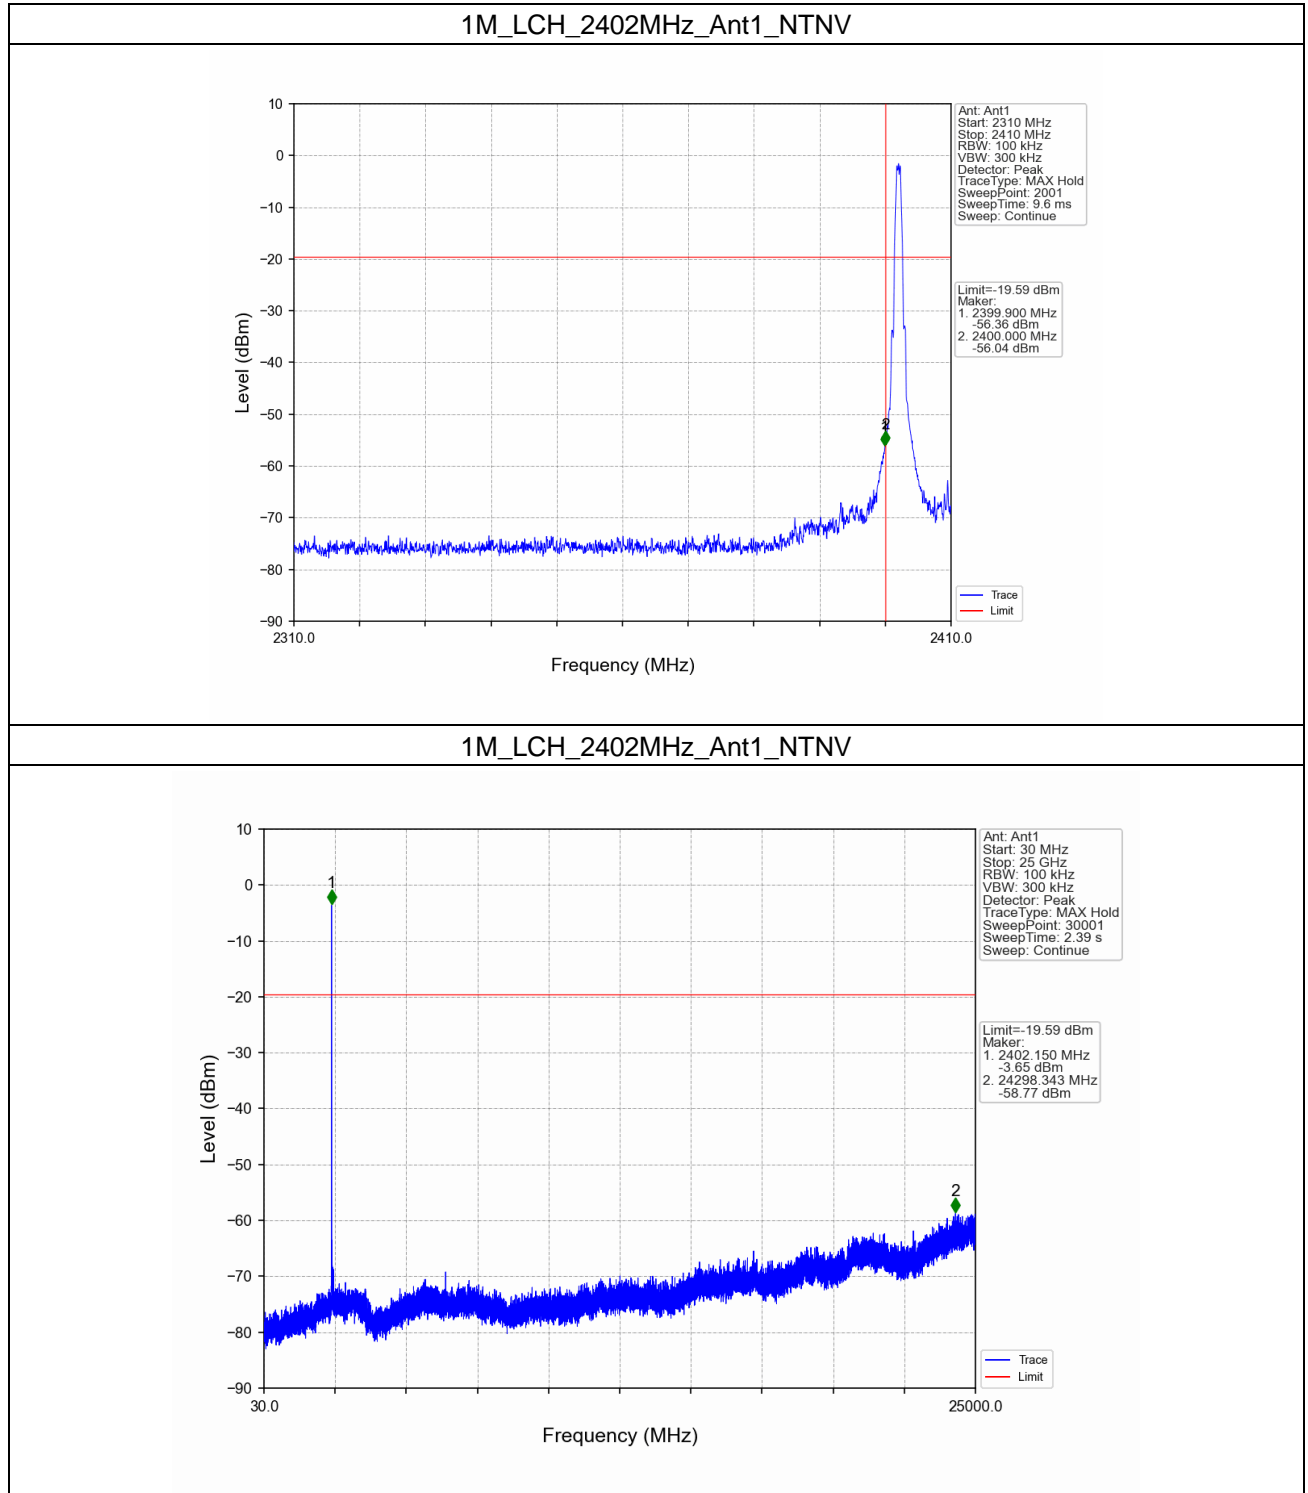 1M_LCH_2402MHz_Ant1_NTNV
10
0
−10
−20
−30
−40
−50
−60
−70
−80
−90
Level (dBm)
2
2310.0
2410.0
Frequency (MHz)
Ant: Ant1
Start: 2310 MHz
Stop: 2410 MHz
RBW: 100 kHz
VBW: 300 kHz
Detector: Peak
TraceType: MAX Hold
SweepPoint: 2001
SweepTime: 9.6 ms
Sweep: Continue
Limit=-19.59 dBm
Maker:
1. 2399.900 MHz
-56.36 dBm
2. 2400.000 MHz
-56.04 dBm
Trace
Limit
1M_LCH_2402MHz_Ant1_NTNV
10
0
−10
−20
−30
−40
−50
−60
−70
−80
−90
Level (dBm)
1
2
30.0
25000.0
Frequency (MHz)
Ant: Ant1
Start: 30 MHz
Stop: 25 GHz
RBW: 100 kHz
VBW: 300 kHz
Detector: Peak
TraceType: MAX Hold
SweepPoint: 30001
SweepTime: 2.39 s
Sweep: Continue
Limit=-19.59 dBm
Maker:
1. 2402.150 MHz
-3.65 dBm
2. 24298.343 MHz
-58.77 dBm
Trace
Limit